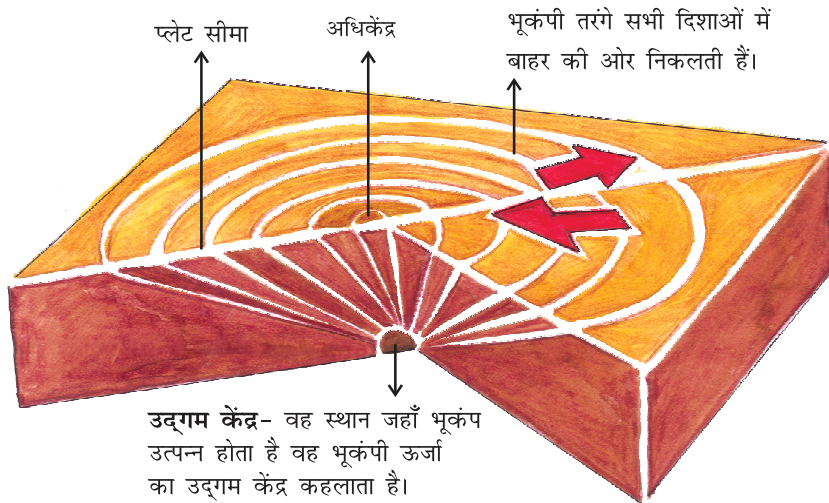 प्लेट सीमा
अधिकेंद्र
भूकंपी तरंगे सभी दिशाओं में
बाहर की ओर निकलती हैं।
उद्‌गम केंद्र- वह स्थान जहाँ भूकंप
उत्पन्न होता है वह भूकंपी ऊर्जा
का उद्‌गम केंद्र कहलाता है।